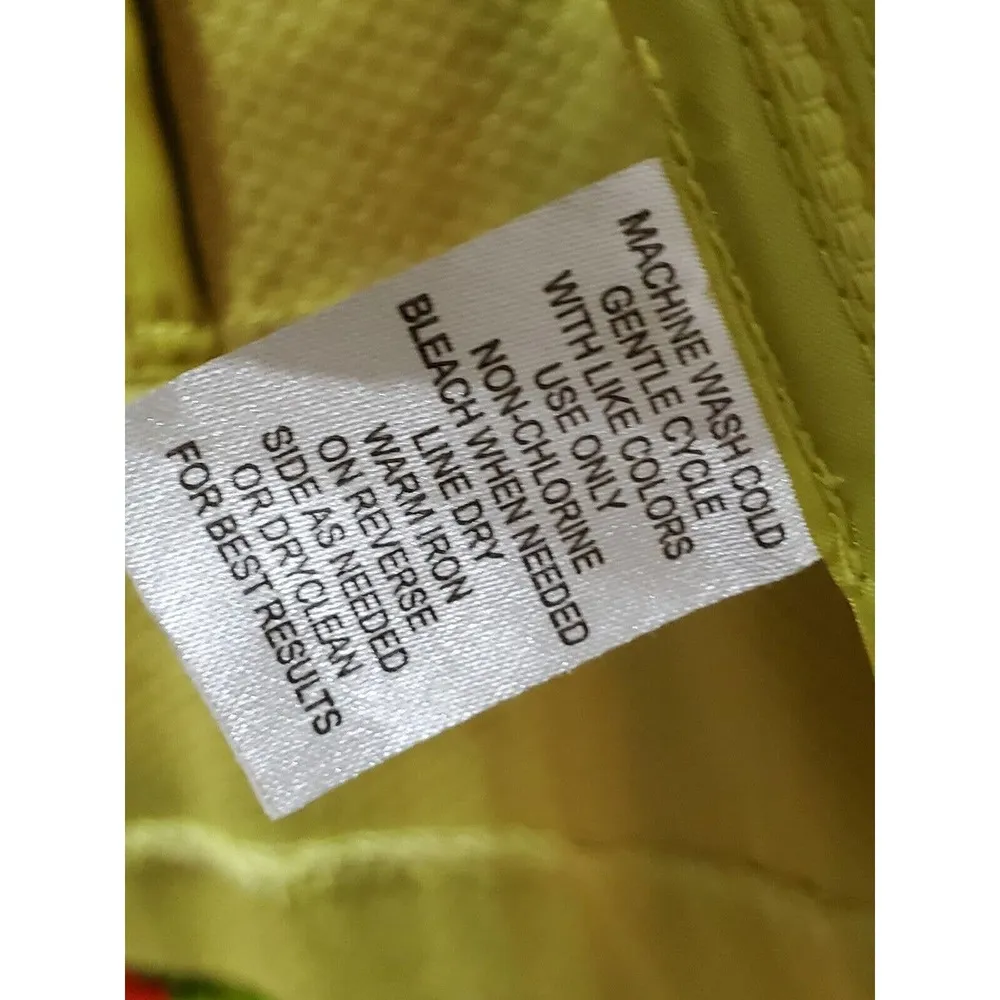 MACHINE WASH COLD
GENTLE CYCLE
WITH LIKE COLORS
USE ONLY
NON-CHLORINE
BLEACH WHEN NEEDED
LINE DRY
WARM IRON
ON REVERSE
SIDE AS NEEDED
OR DRYCLEAN
FOR BEST RESULTS